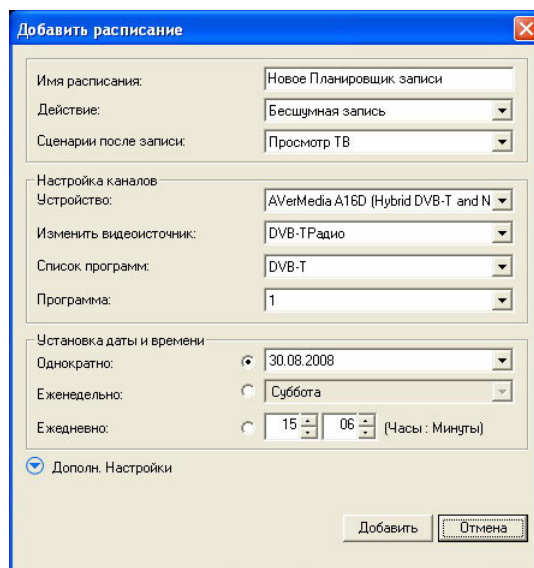 Добавить расписание
Имя расписания: Новое Планировщик записи
Действие: Бесшумная запись
Сценарии после записи: Просмотр ТВ
Настройка каналов
Устройство: AVerMedia A16D (Hybrid DVB-T and N
Изменить видеоисточник: DVB-TРадио
Список программ: DVB-T
Программа: 1
Установка даты и времени
Однократно: 30.08.2008
Еженедельно: Суббота
Ежедневно: 15 06 (Часы : Минуты)
Дополн. Настройки
Добавить Отмена